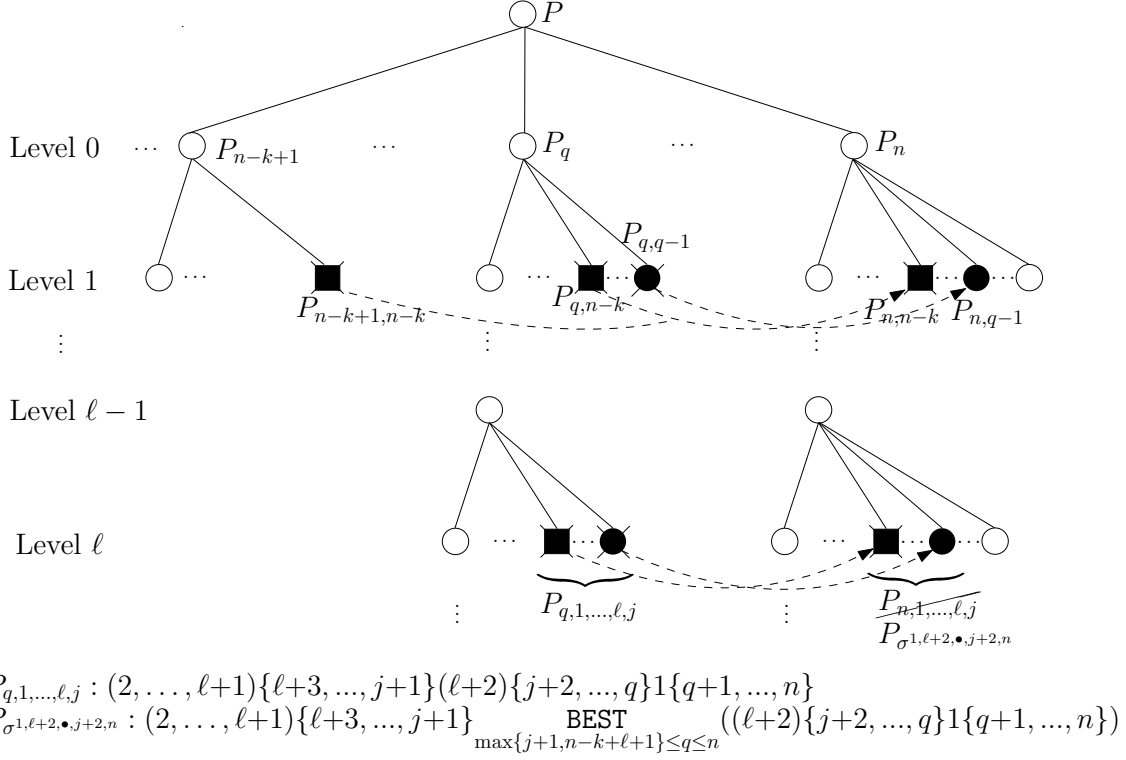 P
Level 0 ··· P_{n−k+1} ··· P_q ··· P_n
P_{q,q−1}
Level 1 ··· ··· ··· ··· ··· ···
P_{n−k+1,n−k} P_{q,n−k} P_{n,n−k} P_{n,q−1}
⋮ ⋮ ⋮
Level ℓ − 1
Level ℓ ··· ··· ··· ··· ···
⋮ P_{q,1,...,ℓ,j} ⋮ P_{n,1,...,ℓ,j}
P_{σ^{1,ℓ+2,•,j+2,n}}
P_{q,1,...,ℓ,j} : (2, . . . , ℓ+1){ℓ+3, ..., j+1}(ℓ+2){j+2, ..., q}1{q+1, ..., n}
P_{σ^{1,ℓ+2,•,j+2,n}} : (2, . . . , ℓ+1){ℓ+3, ..., j+1} BEST ((ℓ+2){j+2, ..., q}1{q+1, ..., n})
max{j+1,n−k+ℓ+1}≤q≤n